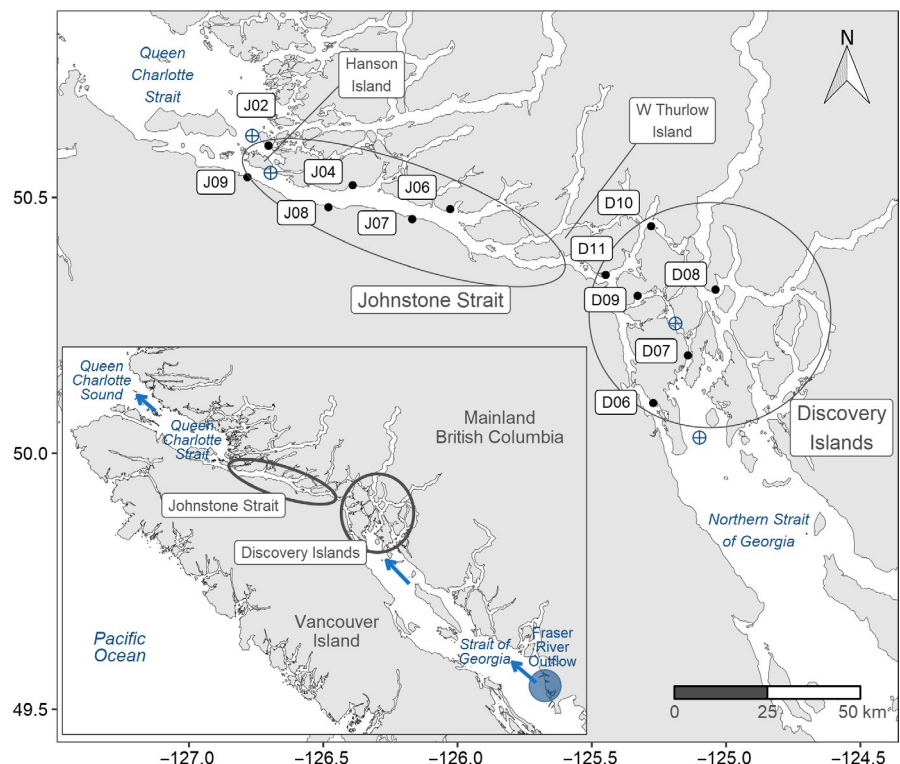 Queen
Charlotte
Strait
Hanson
Island
N
J02
W Thurlow
Island
J09
J04
J06
J08
J07
D10
D11
D08
D09
Johnstone Strait
D07
D06
Discovery
Islands
Northern Strait
of Georgia
0
25
50 km
Queen
Charlotte
Sound
Queen
Charlotte
Strait
Mainland
British Columbia
Johnstone Strait
Discovery Islands
Vancouver
Island
Pacific
Ocean
Strait of
Georgia
Fraser
River
Outflow
50.5
50.0
49.5
−127.0
−126.5
−126.0
−125.5
−125.0
−124.5